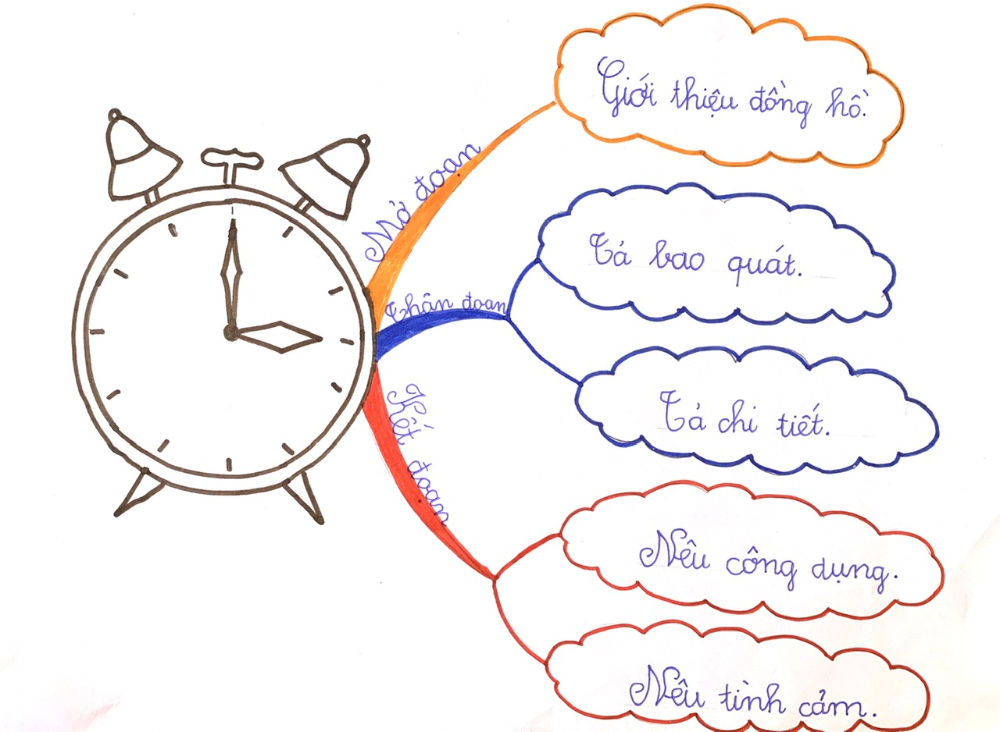 Mở đoạn
Giới thiệu đồng hồ.
Thân đoạn
Tả bao quát.
Tả chi tiết.
Kết đoạn
Nêu công dụng.
Nêu tình cảm.